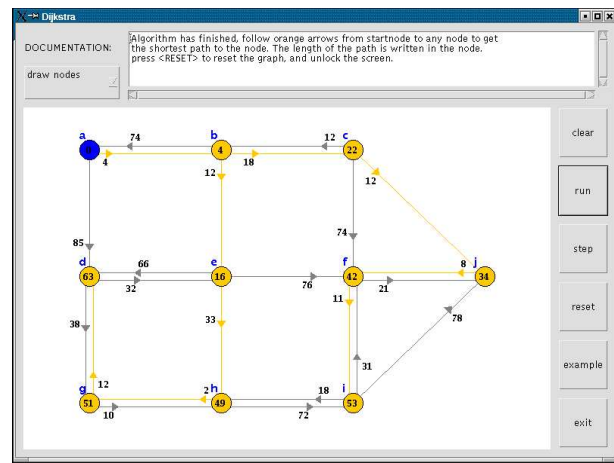 Dijkstra
DOCUMENTATION:
Algorithm has finished, follow orange arrows from startnode to any node to get
the shortest path to the node. The length of the path is written in the node.
press <RESET> to reset the graph, and unlock the screen.
draw nodes
clear
run
step
reset
example
exit
a
74
b
12
c
0
4
4
18
22
12
12
85
74
d
66
e
f
8
j
63
32
16
76
42
21
34
38
33
11
78
12
31
g
2
h
18
i
51
10
49
72
53